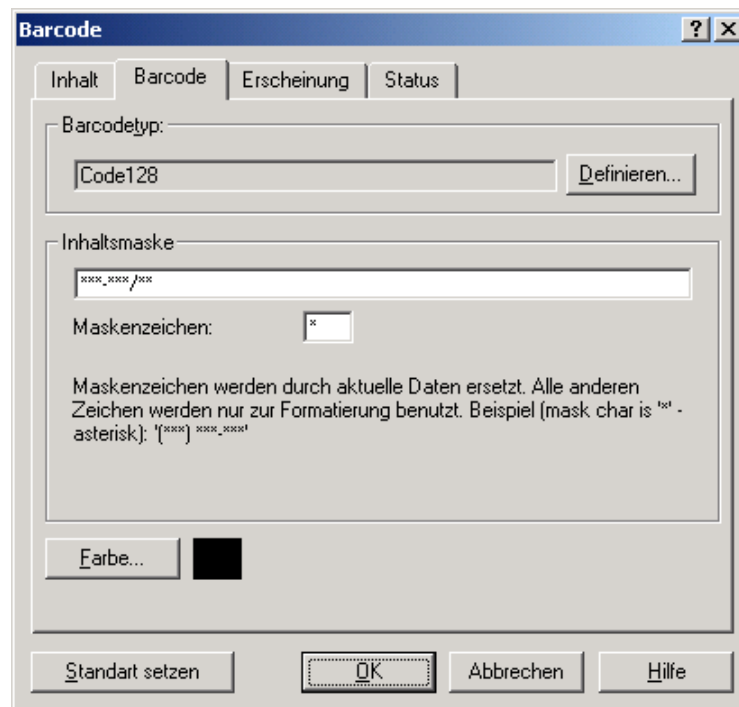 Barcode
Inhalt Barcode Erscheinung Status
Barcodetyp:
Code128 Definieren...
Inhaltsmaske
***-***/**
Maskenzeichen: *
Maskenzeichen werden durch aktuelle Daten ersetzt. Alle anderen
Zeichen werden nur zur Formatierung benutzt. Beispiel (mask char is '*' -
asterisk): '(***) ***-***'
Farbe...
Standart setzen OK Abbrechen Hilfe